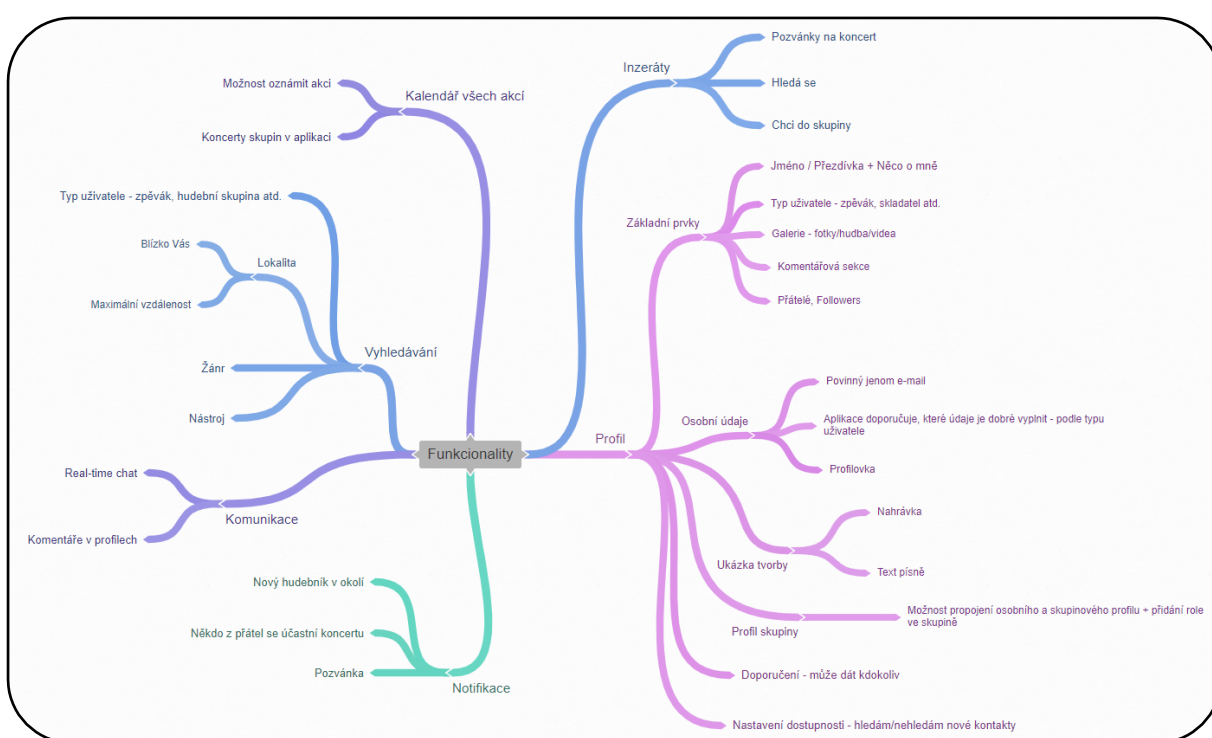 Funkcionality
Kalendář všech akcí
Možnost oznámit akci
Koncerty skupin v aplikaci
Vyhledávání
Typ uživatele - zpěvák, hudební skupina atd.
Lokalita
Blízko Vás
Maximální vzdálenost
Žánr
Nástroj
Komunikace
Real-time chat
Komentáře v profilech
Notifikace
Nový hudebník v okolí
Někdo z přátel se účastní koncertu
Pozvánka
Inzeráty
Pozvánky na koncert
Hledá se
Chci do skupiny
Profil
Základní prvky
Jméno / Přezdívka + Něco o mně
Typ uživatele - zpěvák, skladatel atd.
Galerie - fotky/hudba/videa
Komentářová sekce
Přátelé, Followers
Osobní údaje
Povinný jenom e-mail
Aplikace doporučuje, které údaje je dobré vyplnit - podle typu
uživatele
Profilovka
Ukázka tvorby
Nahrávka
Text písně
Profil skupiny
Možnost propojení osobního a skupinového profilu + přidání role
ve skupině
Doporučení - může dát kdokoliv
Nastavení dostupnosti - hledám/nehledám nové kontakty